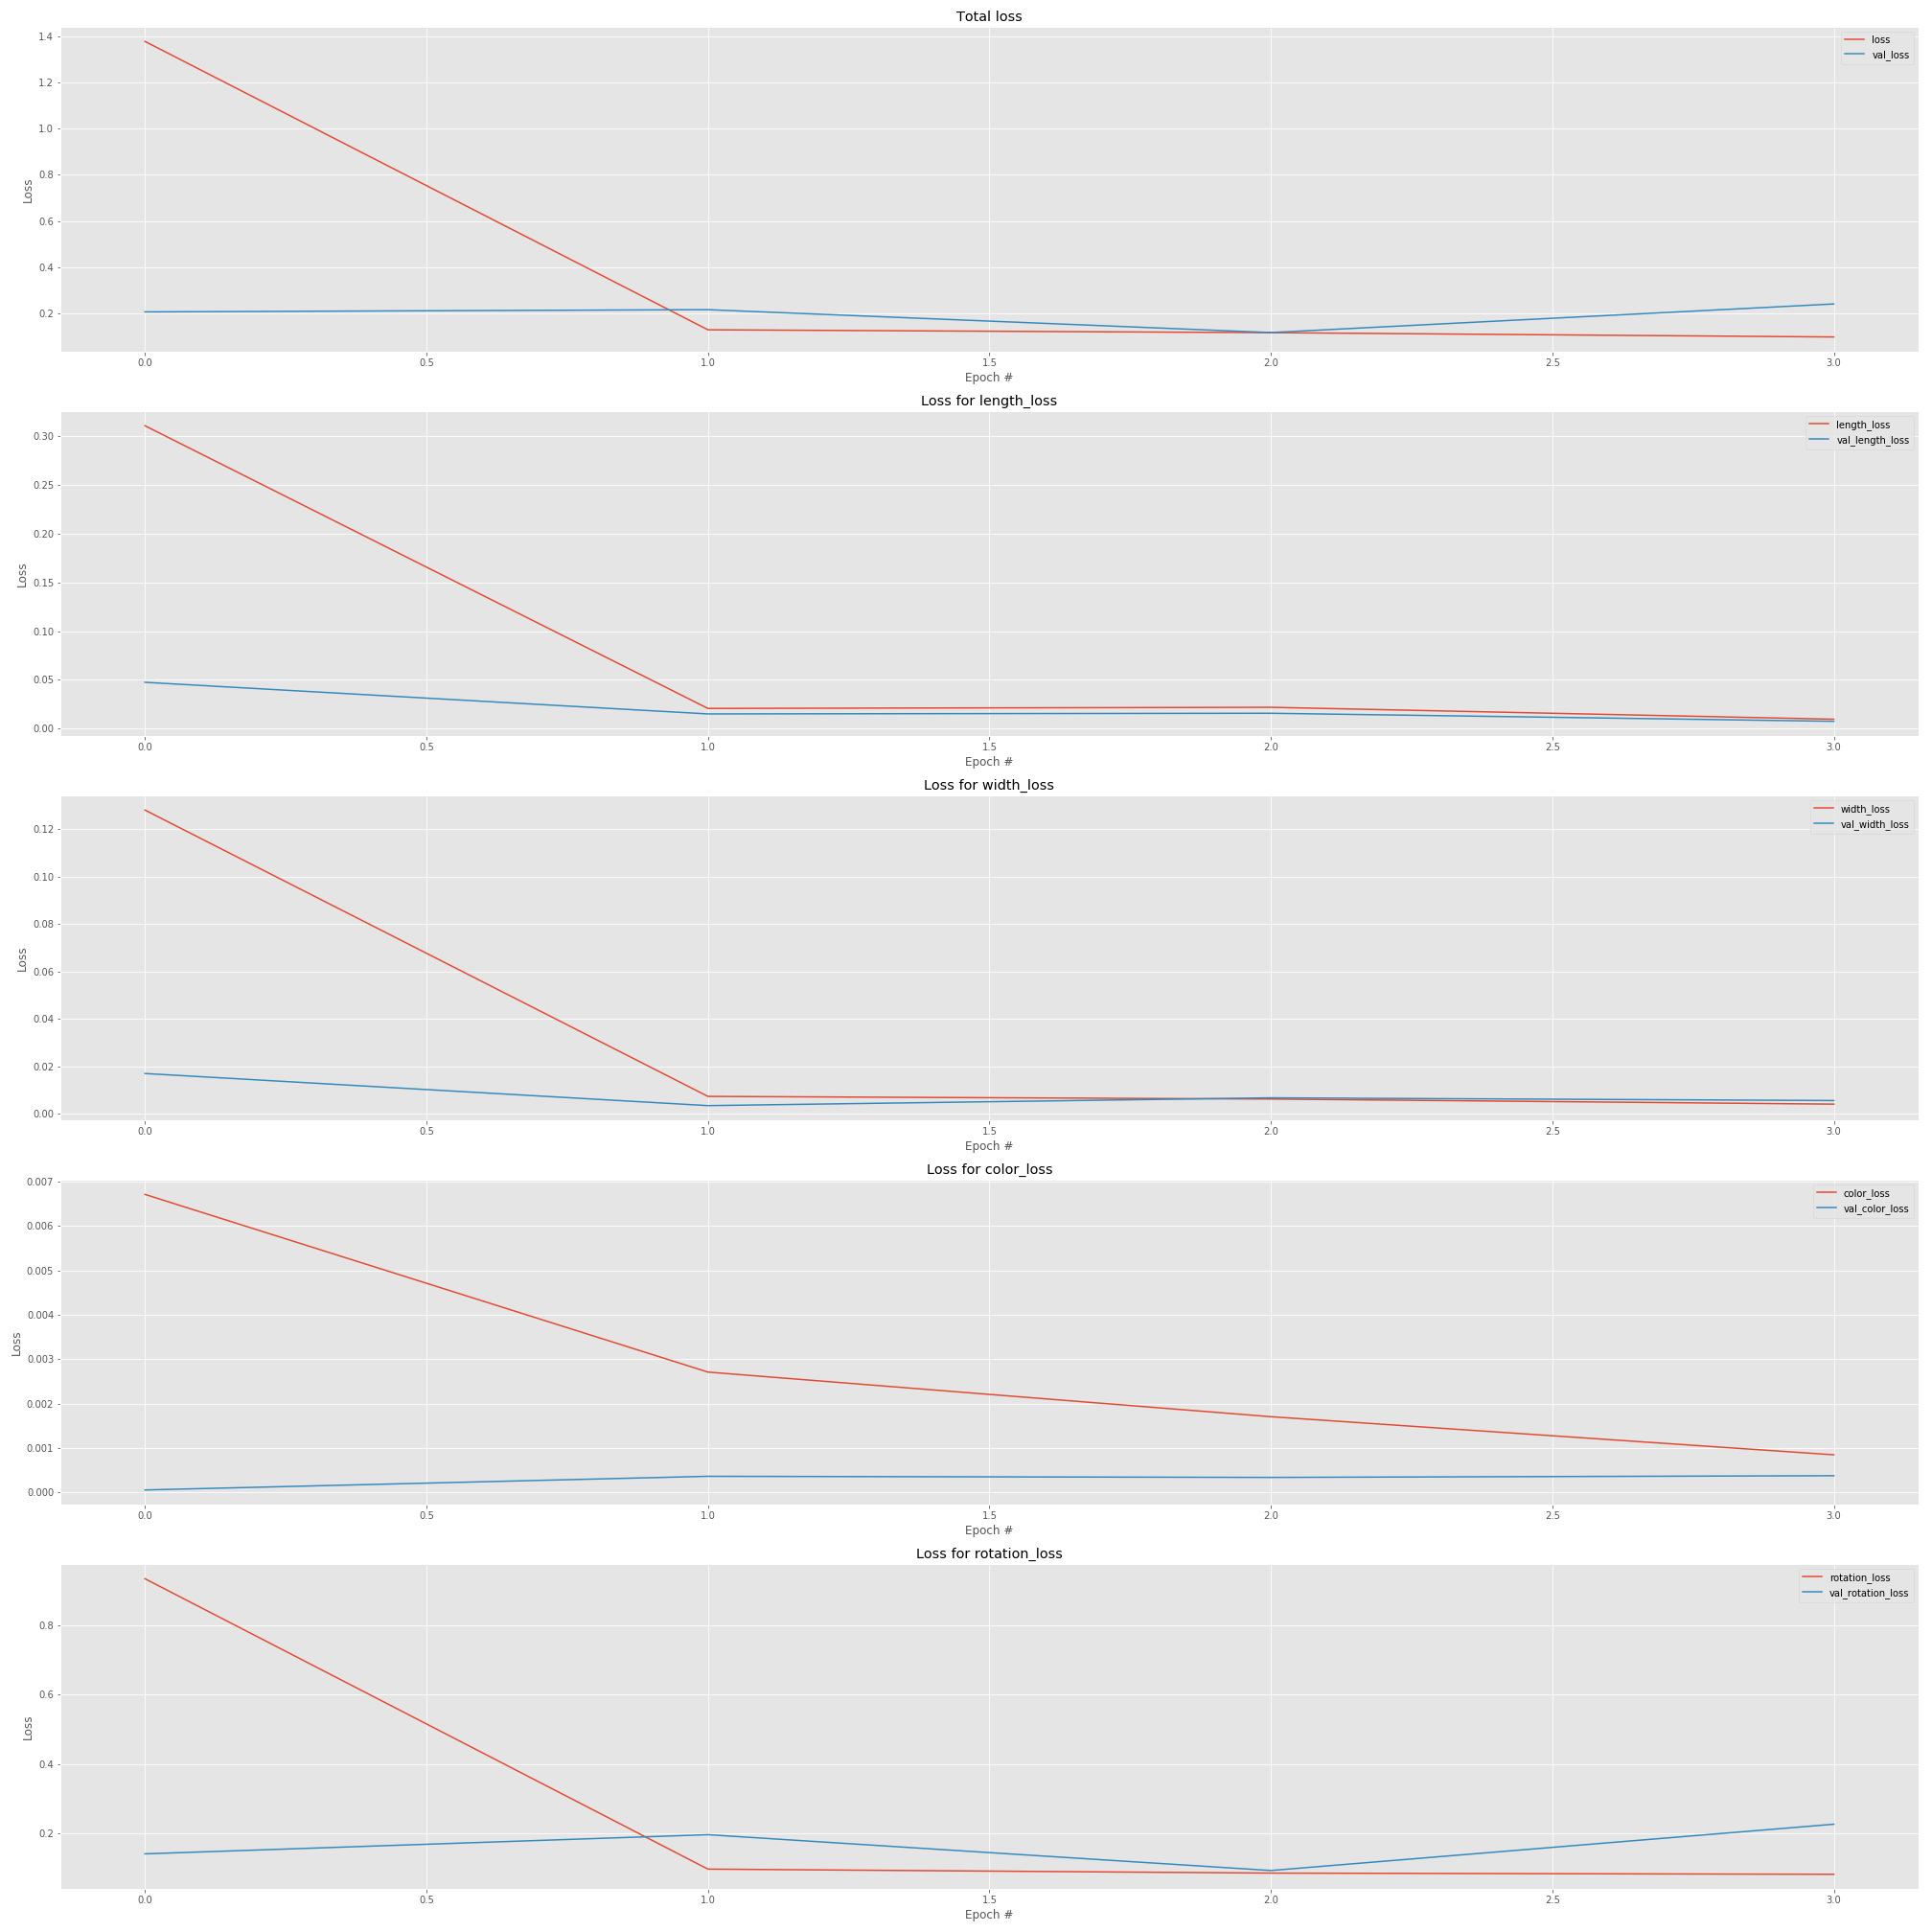 Total loss
1.4
1.2
1.0
0.8
0.6
0.4
0.2
Loss
loss
val_loss
0.0 0.5 1.0 1.5 2.0 2.5 3.0
Epoch #
Loss for length_loss
0.30
0.25
0.20
0.15
0.10
0.05
0.00
Loss
length_loss
val_length_loss
0.0 0.5 1.0 1.5 2.0 2.5 3.0
Epoch #
Loss for width_loss
0.12
0.10
0.08
0.06
0.04
0.02
0.00
Loss
width_loss
val_width_loss
0.0 0.5 1.0 1.5 2.0 2.5 3.0
Epoch #
Loss for color_loss
0.007
0.006
0.005
0.004
0.003
0.002
0.001
0.000
Loss
color_loss
val_color_loss
0.0 0.5 1.0 1.5 2.0 2.5 3.0
Epoch #
Loss for rotation_loss
0.8
0.6
0.4
0.2
Loss
rotation_loss
val_rotation_loss
0.0 0.5 1.0 1.5 2.0 2.5 3.0
Epoch #